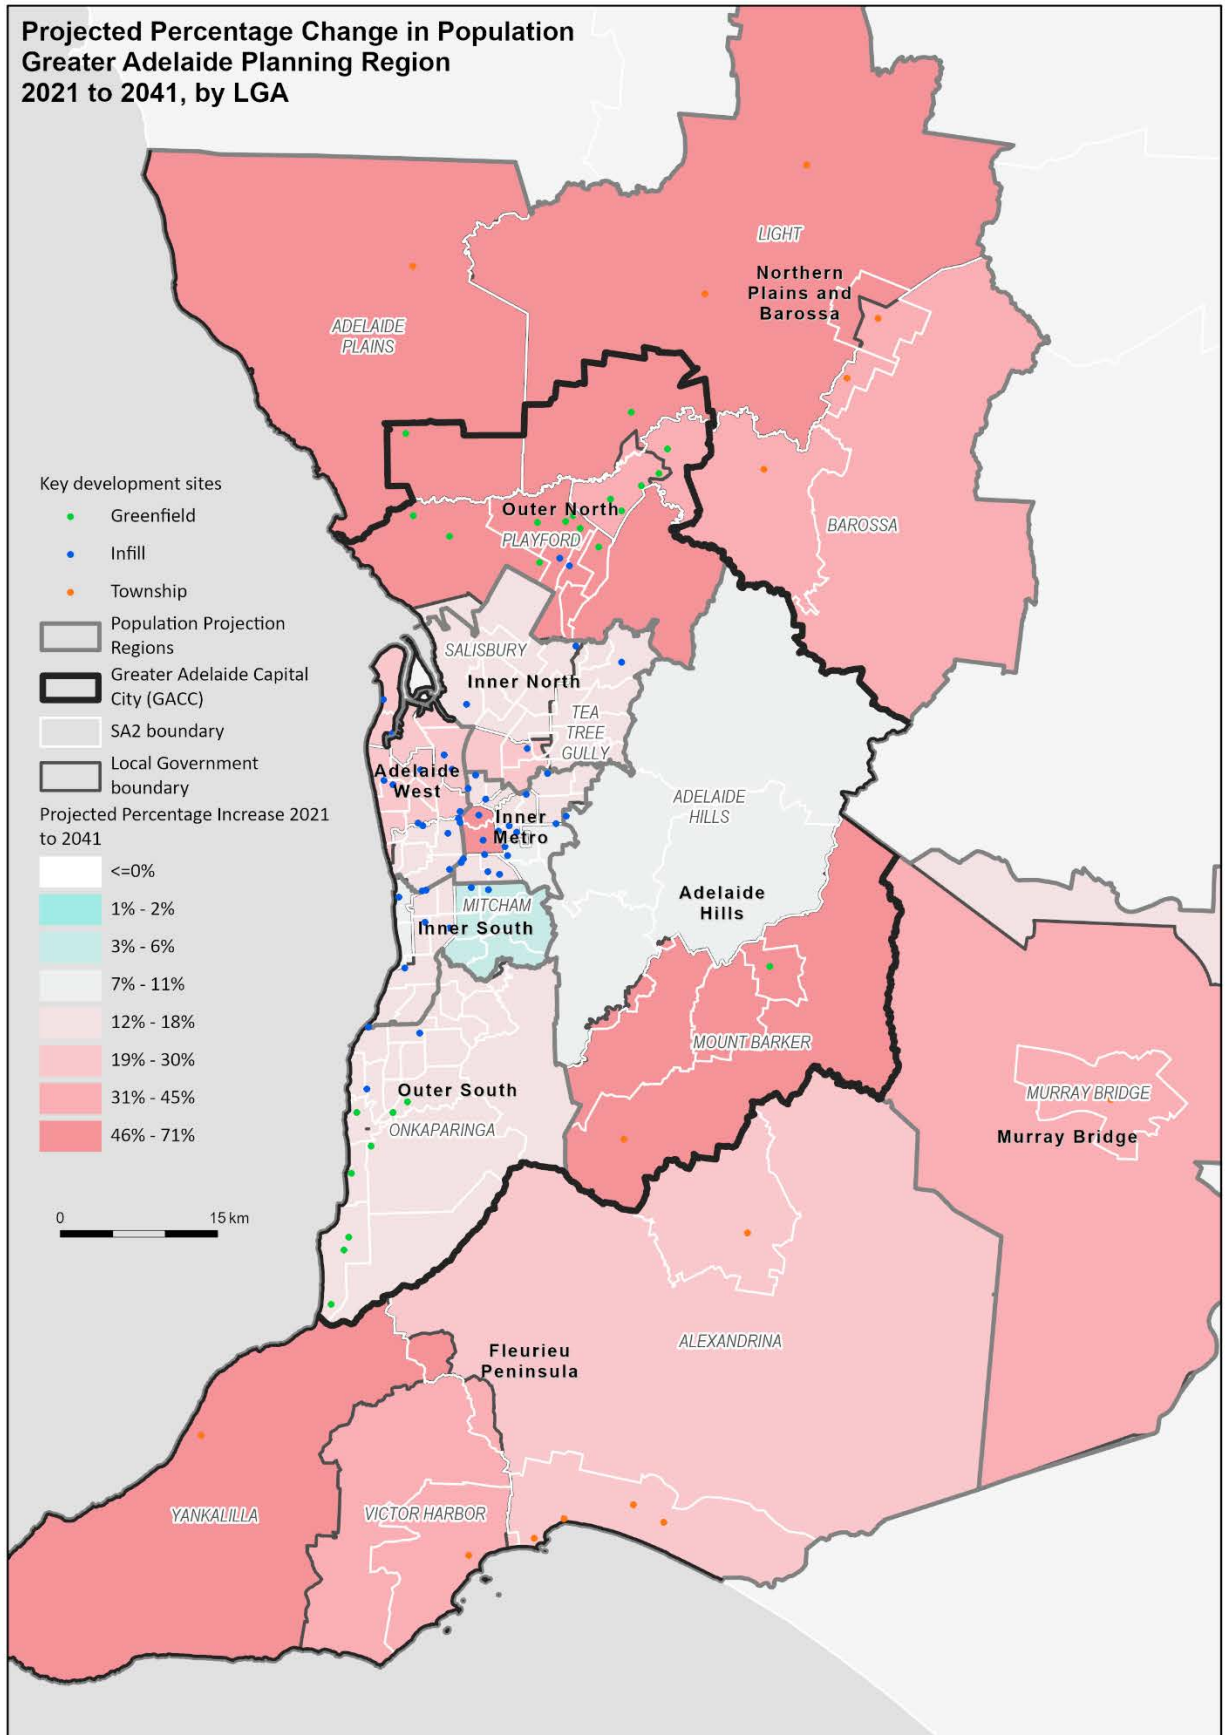 Projected Percentage Change in Population
Greater Adelaide Planning Region
2021 to 2041, by LGA
LIGHT
Northern
Plains and
Barossa
ADELAIDE
PLAINS
Key development sites
Greenfield
Infill
Township
Population Projection
Regions
Greater Adelaide Capital
City (GACC)
SA2 boundary
Local Government
boundary
Projected Percentage Increase 2021
to 2041
<=0%
1% - 2%
3% - 6%
7% - 11%
12% - 18%
19% - 30%
31% - 45%
46% - 71%
0 15 km
Outer North
PLAYFORD
BAROSSA
SALISBURY
Inner North
TEA
TREE
GULLY
Adelaide
West
Inner
Metro
ADELAIDE
HILLS
Adelaide
Hills
MITCHAM
Inner South
MOUNT BARKER
Outer South
ONKAPARINGA
MURRAY BRIDGE
Murray Bridge
ALEXANDRINA
Fleurieu
Peninsula
YANKALILLA
VICTOR HARBOR